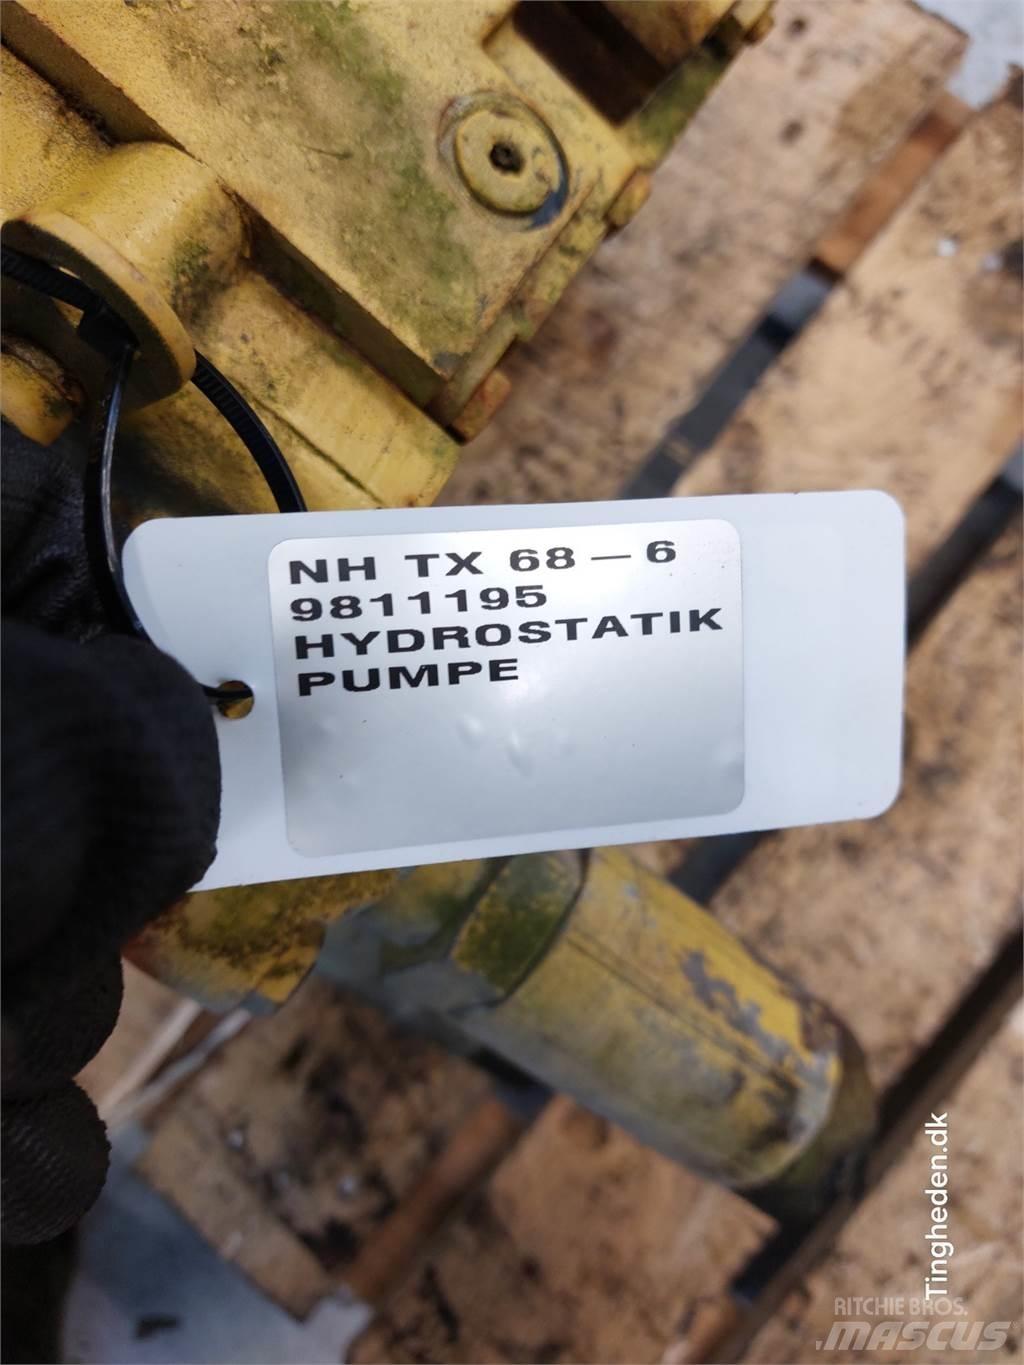 NH TX 68 – 6
9811195
HYDROSTATIK
PUMPE
Tingheden.dk
RITCHIE BROS.
MASCUS